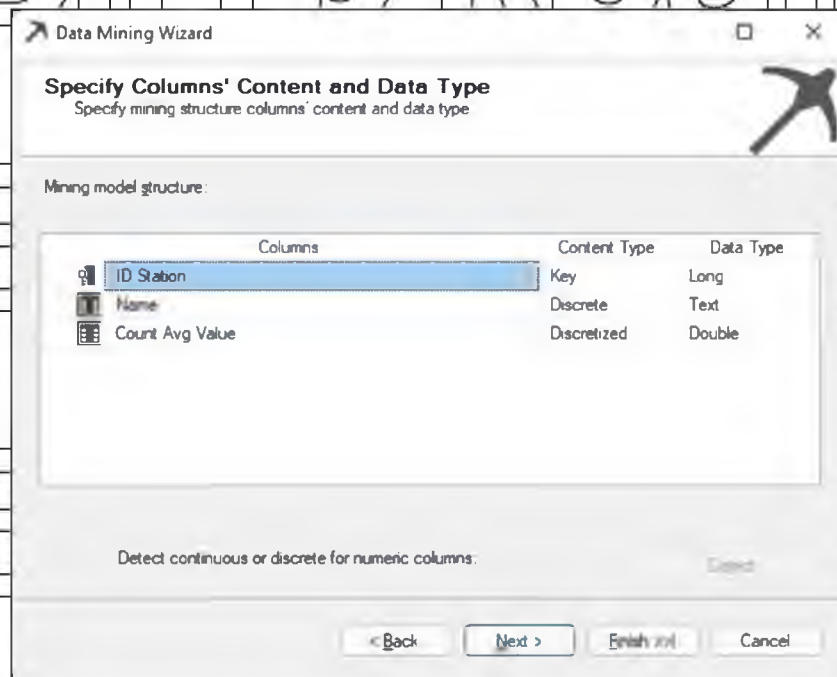 Data Mining Wizard
Specify Columns' Content and Data Type
Specify mining structure columns' content and data type
Mining model structure:
Columns Content Type Data Type
ID Station Key Long
Name Discrete Text
Count Avg Value Discretized Double
Detect continuous or discrete for numeric columns:
Detect
< Back Next > Finish >>| Cancel